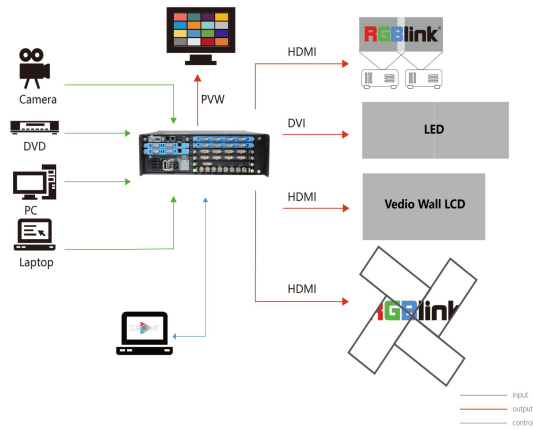 HDMI
RGBlink
Camera
PVW
DVI
LED
DVD
PC
HDMI
Vedio Wall LCD
Laptop
HDMI
RGBlink
input
output
control